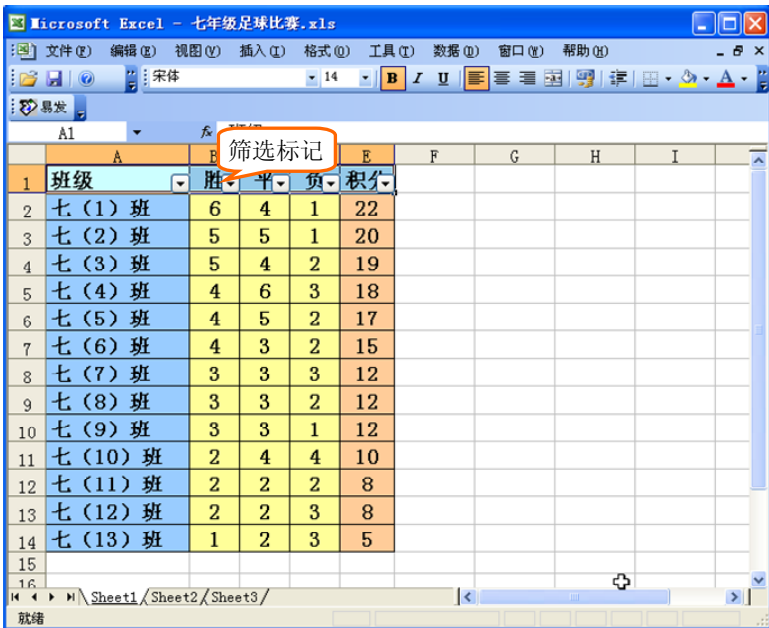 Microsoft Excel - 七年级足球比赛.xls
文件(F) 编辑(E) 视图(V) 插入(I) 格式(O) 工具(T) 数据(D) 窗口(W) 帮助(H)
宋体 14 B I U A
易发
A1 fx
筛选标记
A B E F G H I
1 班级 胜 平 负 积分
2 七（1）班 6 4 1 22
3 七（2）班 5 5 1 20
4 七（3）班 5 4 2 19
5 七（4）班 4 6 3 18
6 七（5）班 4 5 2 17
7 七（6）班 4 3 2 15
8 七（7）班 3 3 3 12
9 七（8）班 3 3 2 12
10 七（9）班 3 3 1 12
11 七（10）班 2 4 4 10
12 七（11）班 2 2 2 8
13 七（12）班 2 2 3 8
14 七（13）班 1 2 3 5
15
16
Sheet1 Sheet2 Sheet3
就绪